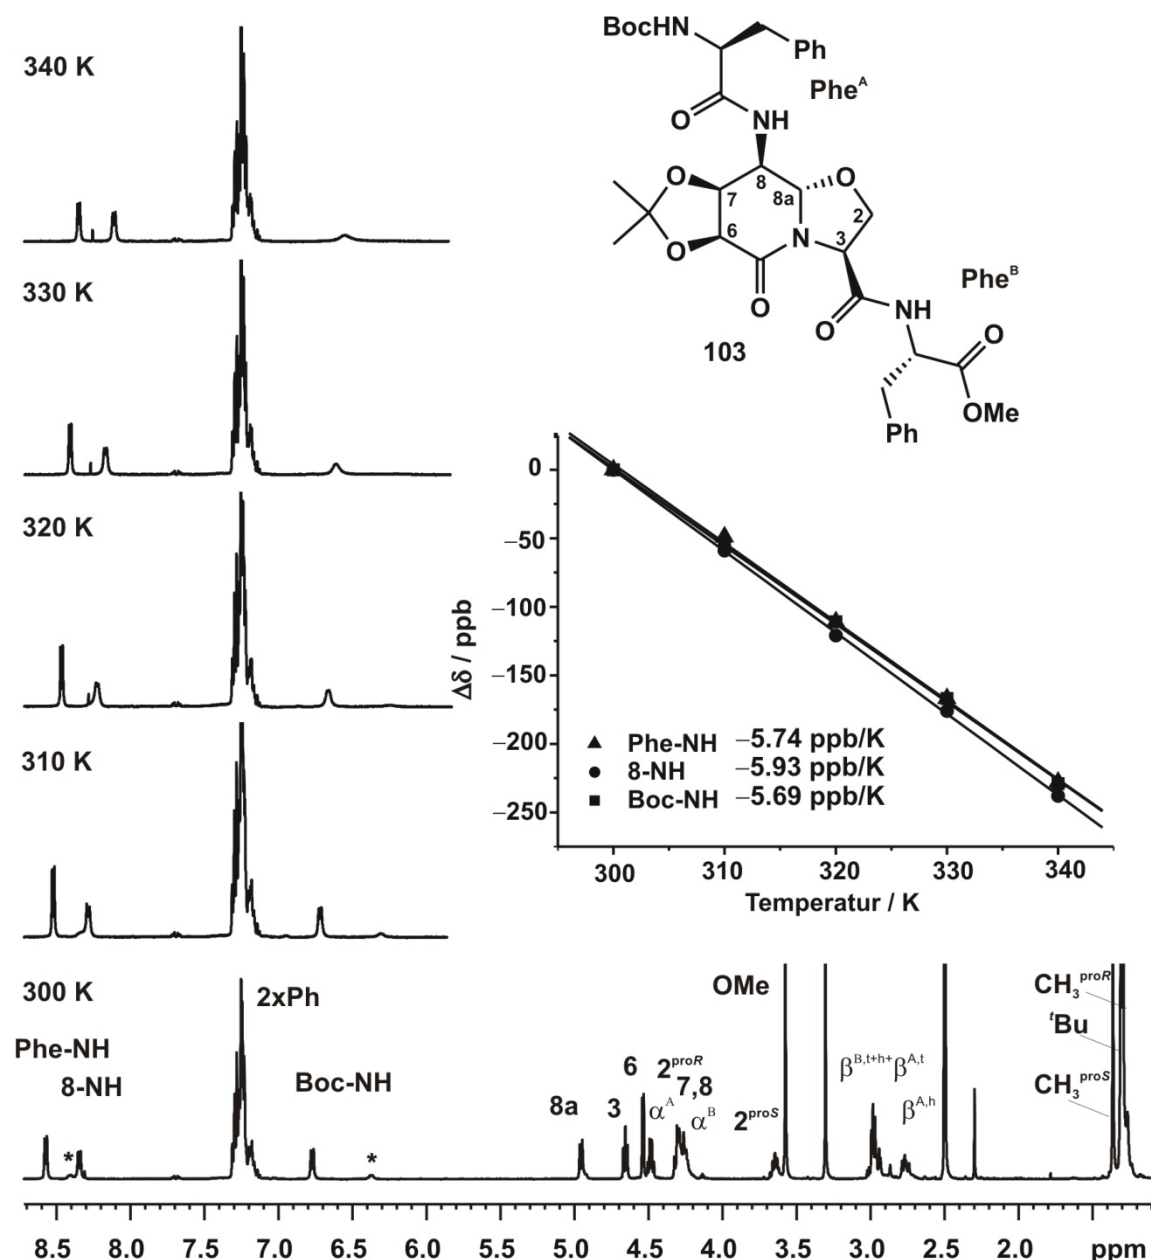 340 K
330 K
320 K
310 K
BocHN
Ph
Phe^A
O
NH
O
O
8
8a
7
2
6
N
3
O
O
O
NH
Phe^B
O
103
OMe
Ph
0
−50
−100
−150
−200
−250
Δδ / ppb
Phe-NH −5.74 ppb/K
8-NH −5.93 ppb/K
Boc-NH −5.69 ppb/K
300 310 320 330 340
Temperatur / K
300 K
2xPh
Phe-NH
8-NH
*
Boc-NH
*
8a
3
6
α^A
2^proR
7,8
α^B
2^proS
OMe
β^B,t+h+ β^A,t
β^A,h
CH₃^proR
^tBu
CH₃^proS
8.5 8.0 7.5 7.0 6.5 6.0 5.5 5.0 4.5 4.0 3.5 3.0 2.5 2.0 ppm